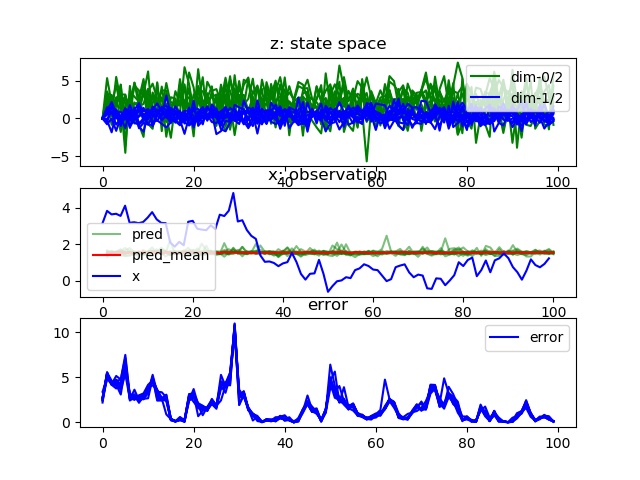 z: state space
5
0
−5
dim-0/2
dim-1/2
0 20 40 60 80 100
x: observation
4
2
0
pred
pred_mean
x
0 20 40 60 80 100
error
10
5
0
error
0 20 40 60 80 100